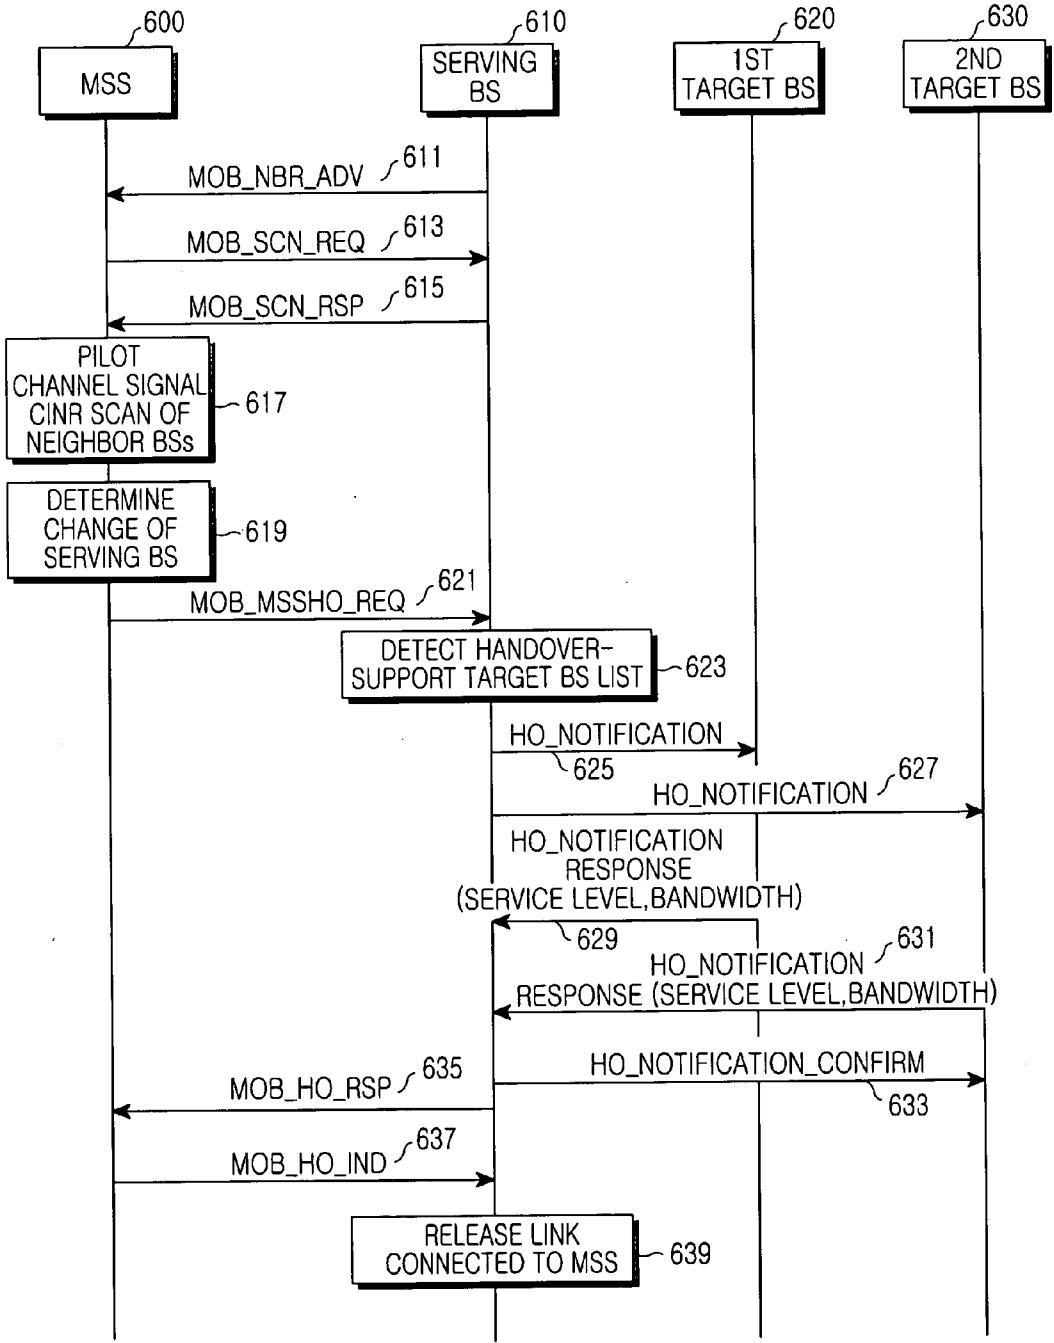 600
610
620
630
MSS
SERVING
BS
1ST
TARGET BS
2ND
TARGET BS
MOB_NBR_ADV
611
MOB_SCN_REQ
613
MOB_SCN_RSP
615
PILOT
CHANNEL SIGNAL
CINR SCAN OF
NEIGHBOR BSs
617
DETERMINE
CHANGE OF
SERVING BS
619
MOB_MSSHO_REQ
621
DETECT HANDOVER-
SUPPORT TARGET BS LIST
623
HO_NOTIFICATION
625
HO_NOTIFICATION
627
HO_NOTIFICATION
RESPONSE
(SERVICE LEVEL,BANDWIDTH)
629
HO_NOTIFICATION
631
RESPONSE (SERVICE LEVEL,BANDWIDTH)
HO_NOTIFICATION_CONFIRM
633
MOB_HO_RSP
635
MOB_HO_IND
637
RELEASE LINK
CONNECTED TO MSS
639